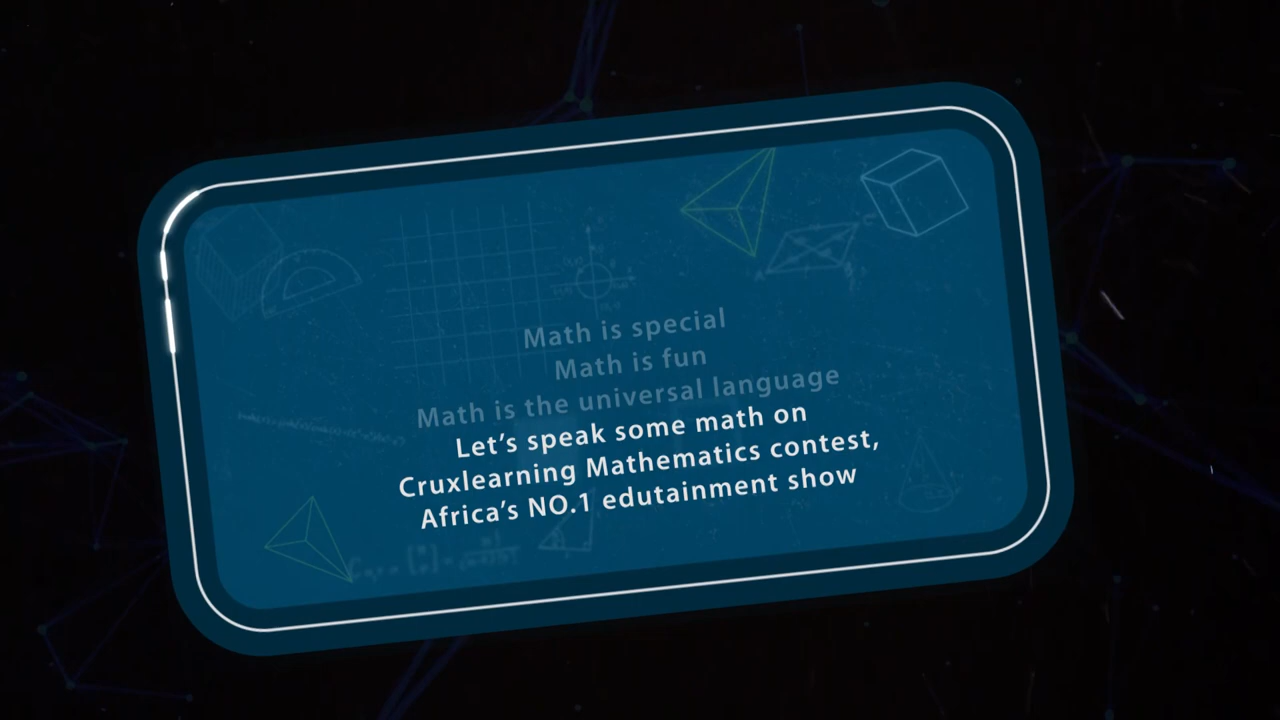 Math is special
Math is fun
Math is the universal language
Let's speak some math on
Cruxlearning Mathematics contest,
Africa's NO.1 edutainment show